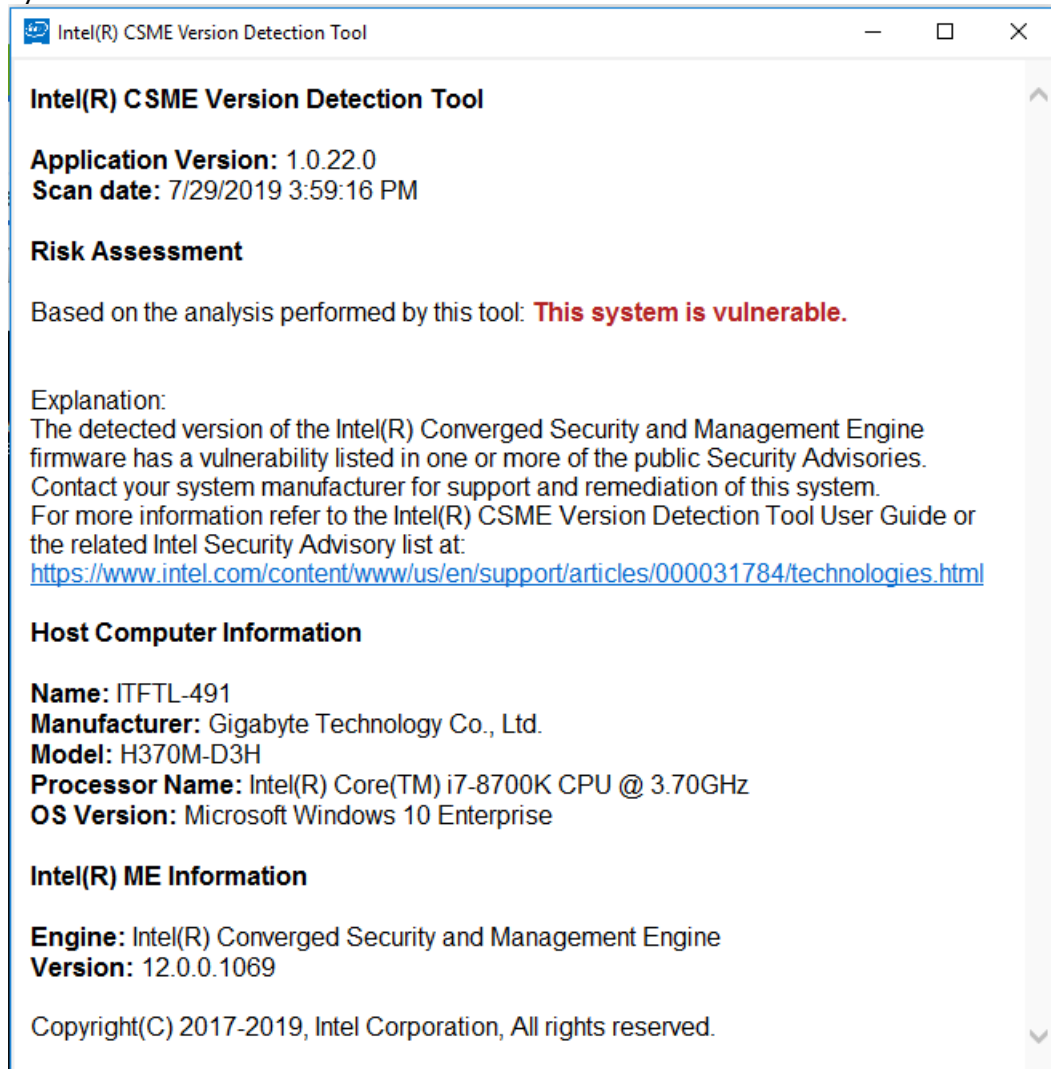 Intel(R) CSME Version Detection Tool
Intel(R) CSME Version Detection Tool
Application Version: 1.0.22.0
Scan date: 7/29/2019 3:59:16 PM
Risk Assessment
Based on the analysis performed by this tool: This system is vulnerable.
Explanation:
The detected version of the Intel(R) Converged Security and Management Engine
firmware has a vulnerability listed in one or more of the public Security Advisories.
Contact your system manufacturer for support and remediation of this system.
For more information refer to the Intel(R) CSME Version Detection Tool User Guide or
the related Intel Security Advisory list at:
https://www.intel.com/content/www/us/en/support/articles/000031784/technologies.html
Host Computer Information
Name: ITFTL-491
Manufacturer: Gigabyte Technology Co., Ltd.
Model: H370M-D3H
Processor Name: Intel(R) Core(TM) i7-8700K CPU @ 3.70GHz
OS Version: Microsoft Windows 10 Enterprise
Intel(R) ME Information
Engine: Intel(R) Converged Security and Management Engine
Version: 12.0.0.1069
Copyright(C) 2017-2019, Intel Corporation, All rights reserved.